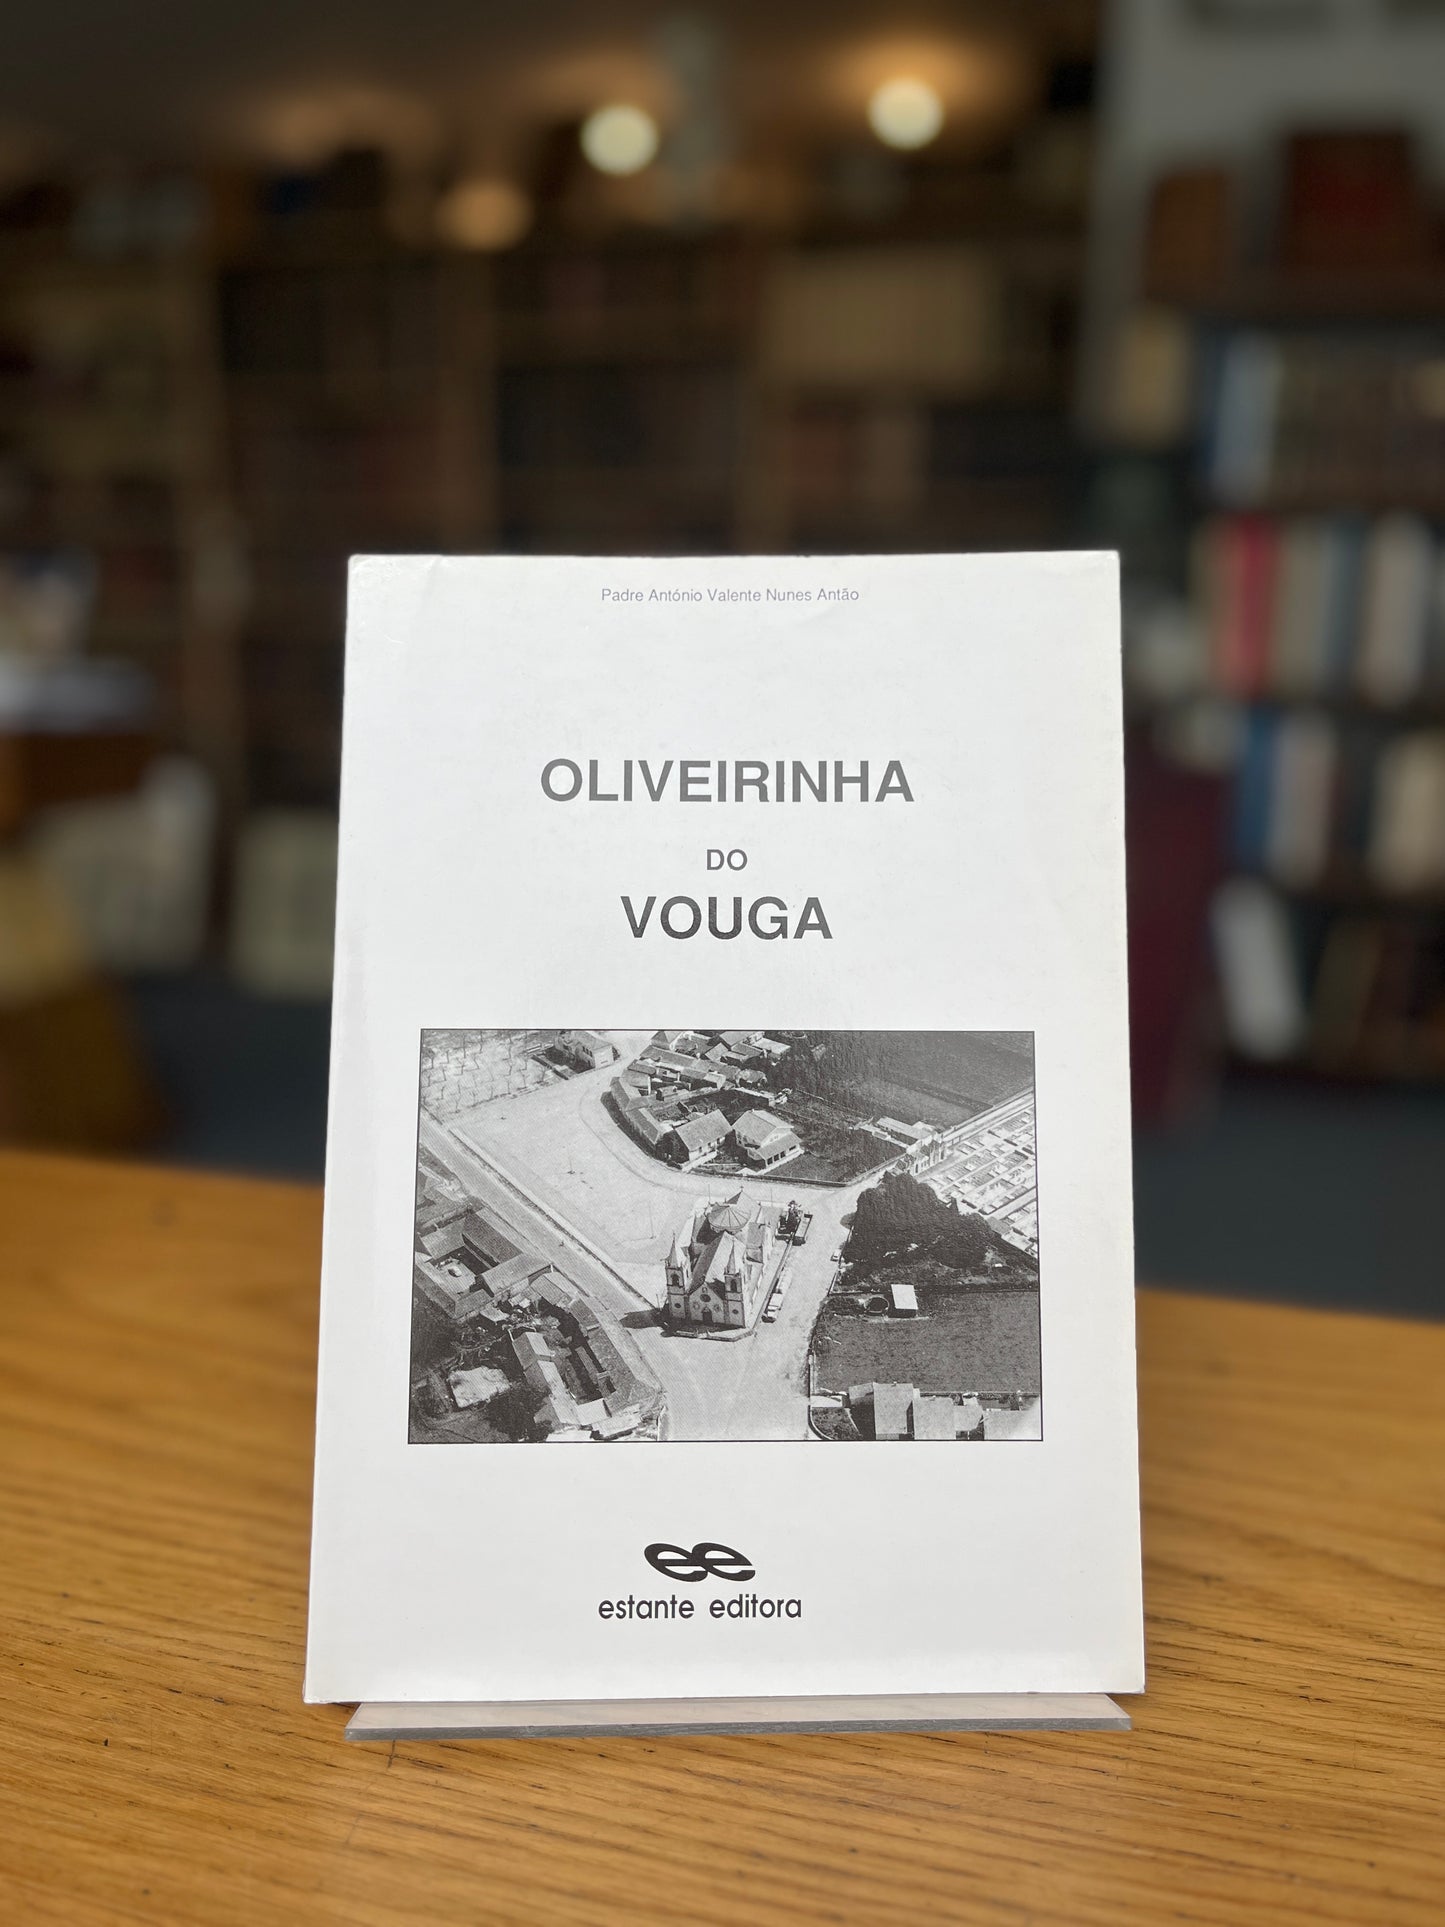 Padre António Valente Nunes Antão
OLIVEIRINHA
DO
VOUGA
ee
estante editora